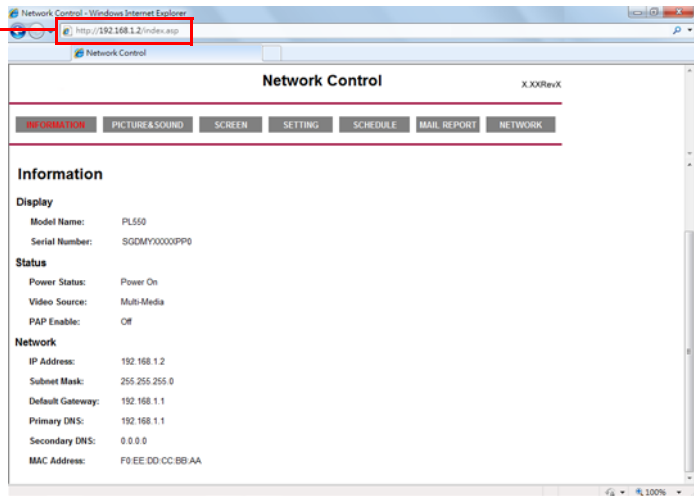 Network Control - Windows Internet Explorer
http://192.168.1.2/index.asp
Network Control
Network Control
X.XXRevX
INFORMATION PICTURE&SOUND SCREEN SETTING SCHEDULE MAIL REPORT NETWORK
Information
Display
Model Name: PL550
Serial Number: SGDMYXXXXPP0
Status
Power Status: Power On
Video Source: Multi-Media
PAP Enable: Off
Network
IP Address: 192.168.1.2
Subnet Mask: 255.255.255.0
Default Gateway: 192.168.1.1
Primary DNS: 192.168.1.1
Secondary DNS: 0.0.0.0
MAC Address: F0:EE:DD:CC:BB:AA
100%